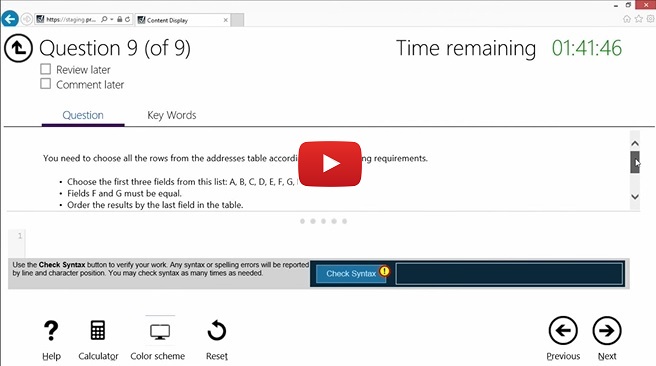 https://staging.pr...
Content Display
Question 9 (of 9)
Time remaining 01:41:46
Review later
Comment later
Question Key Words
You need to choose all the rows from the addresses table accordi ng requirements.
• Choose the first three fields from this list: A, B, C, D, E, F, G,
• Fields F and G must be equal.
• Order the results by the last field in the table.
1
Use the Check Syntax button to verify your work. Any syntax or spelling errors will be reported
by line and character position. You may check syntax as many times as needed.
Check Syntax
Help Calculator Color scheme Reset Previous Next